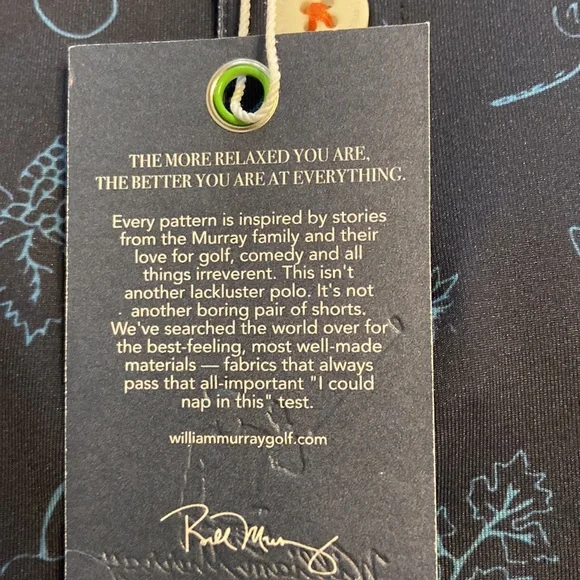 THE MORE RELAXED YOU ARE,
THE BETTER YOU ARE AT EVERYTHING.
Every pattern is inspired by stories
from the Murray family and their
love for golf, comedy and all
things irreverent. This isn't
another lackluster polo. It's not
another boring pair of shorts.
We've searched the world over for
the best-feeling, most well-made
materials — fabrics that always
pass that all-important "I could
nap in this" test.
williammurraygolf.com
Bill Murray